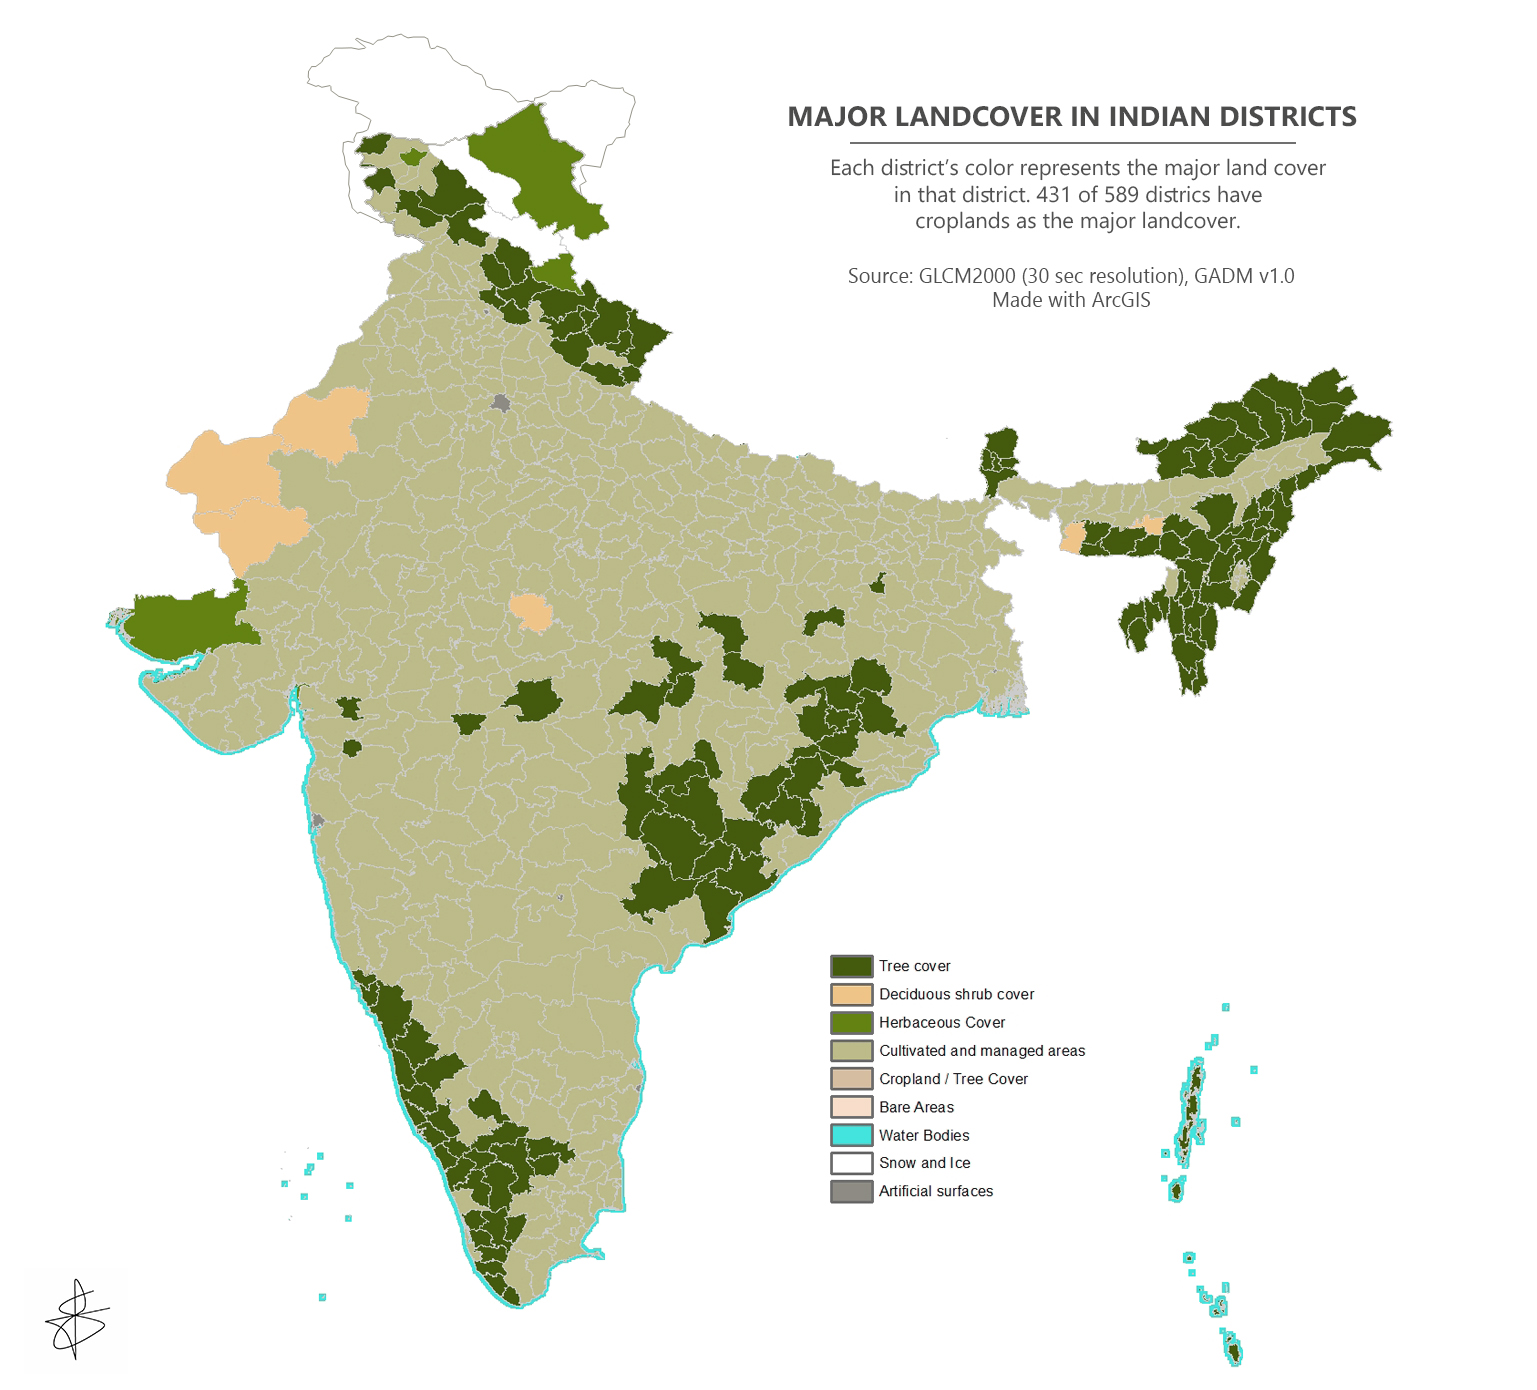 MAJOR LANDCOVER IN INDIAN DISTRICTS
Each district's color represents the major land cover
in that district. 431 of 589 districs have
croplands as the major landcover.
Source: GLCM2000 (30 sec resolution), GADM v1.0
Made with ArcGIS
Tree cover
Deciduous shrub cover
Herbaceous Cover
Cultivated and managed areas
Cropland / Tree Cover
Bare Areas
Water Bodies
Snow and Ice
Artificial surfaces